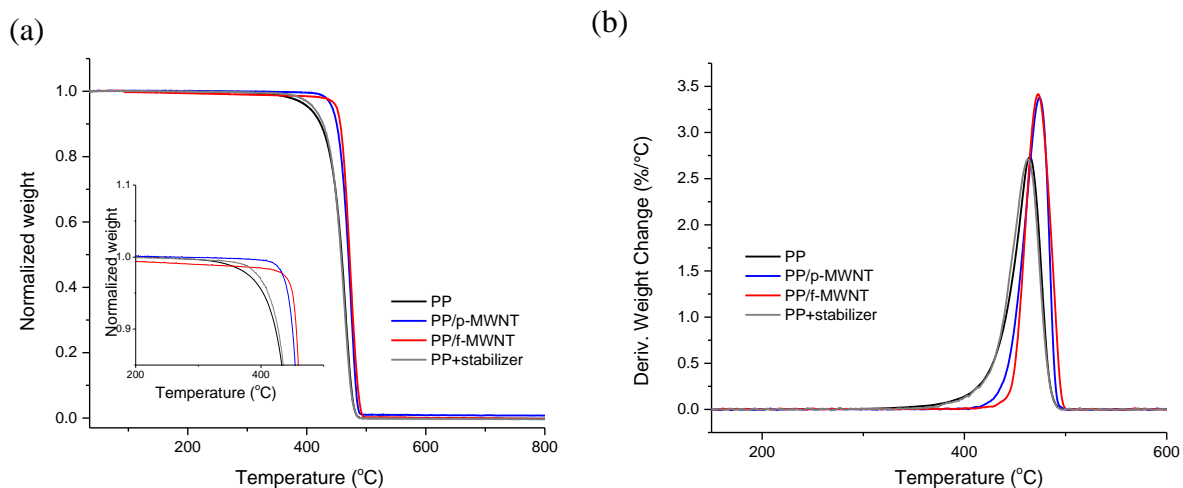 (a)
Normalized weight
1.0
0.8
0.6
0.4
0.2
0.0
200
400
600
800
Temperature (°C)
Normalized weight
1.1
1.0
0.9
200
400
Temperature (°C)
PP
PP/p-MWNT
PP/f-MWNT
PP+stabilizer
(b)
Deriv. Weight Change (%/°C)
3.5
3.0
2.5
2.0
1.5
1.0
0.5
0.0
200
400
600
Temperature (°C)
PP
PP/p-MWNT
PP/f-MWNT
PP+stabilizer